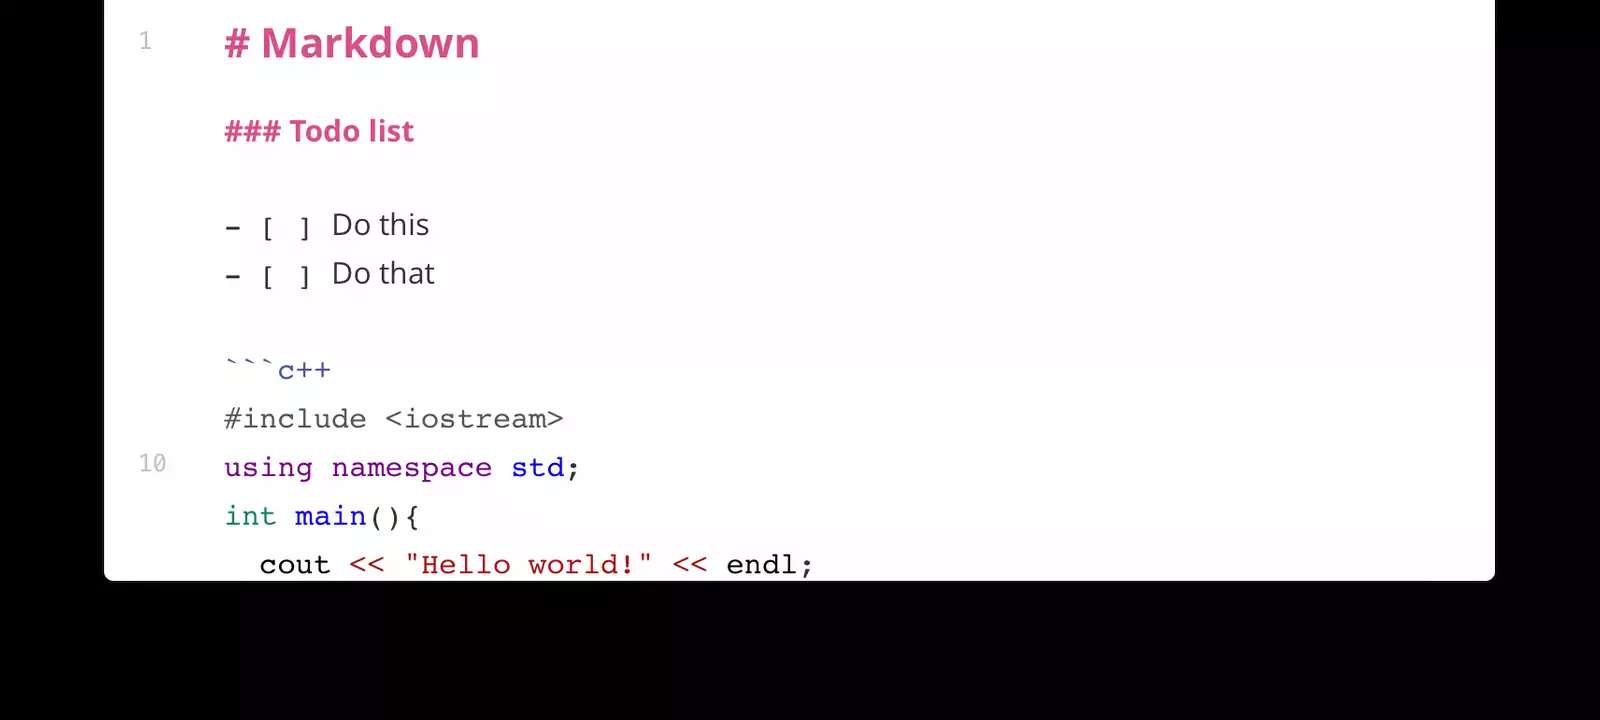 1 # Markdown
### Todo list
- [ ] Do this
- [ ] Do that
```c++
#include <iostream>
10 using namespace std;
int main(){
  cout << "Hello world!" << endl;